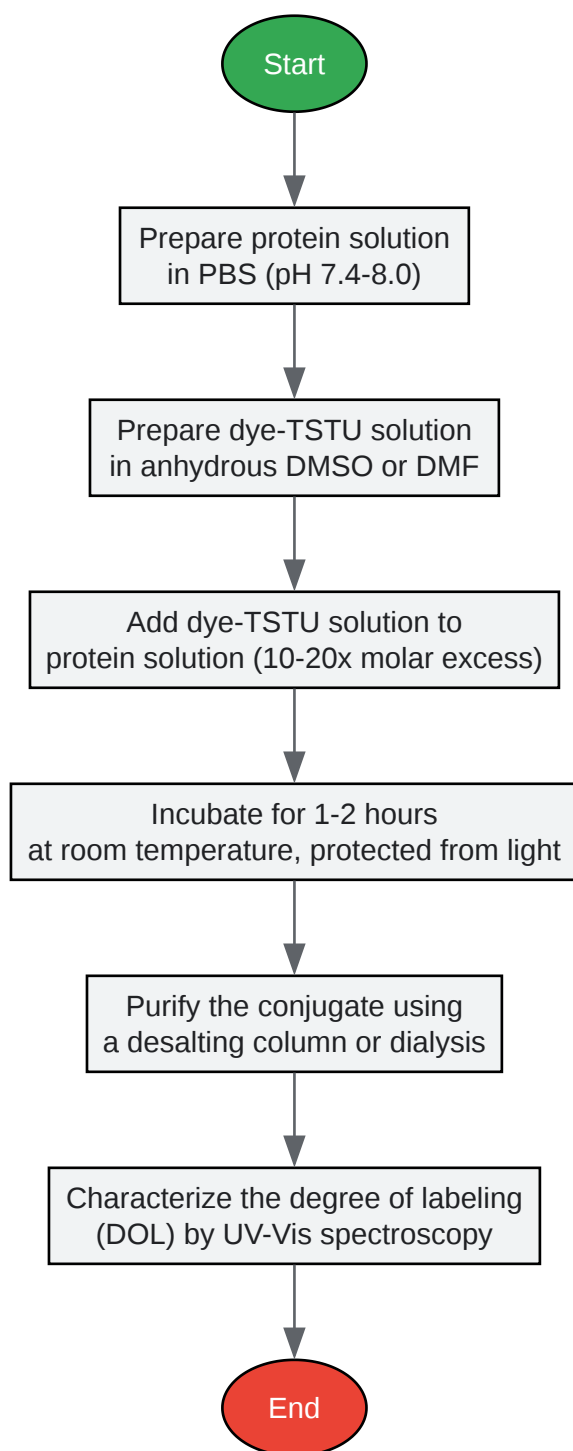 Start
Prepare protein solution
in PBS (pH 7.4-8.0)
Prepare dye-TSTU solution
in anhydrous DMSO or DMF
Add dye-TSTU solution to
protein solution (10-20x molar excess)
Incubate for 1-2 hours
at room temperature, protected from light
Purify the conjugate using
a desalting column or dialysis
Characterize the degree of labeling
(DOL) by UV-Vis spectroscopy
End